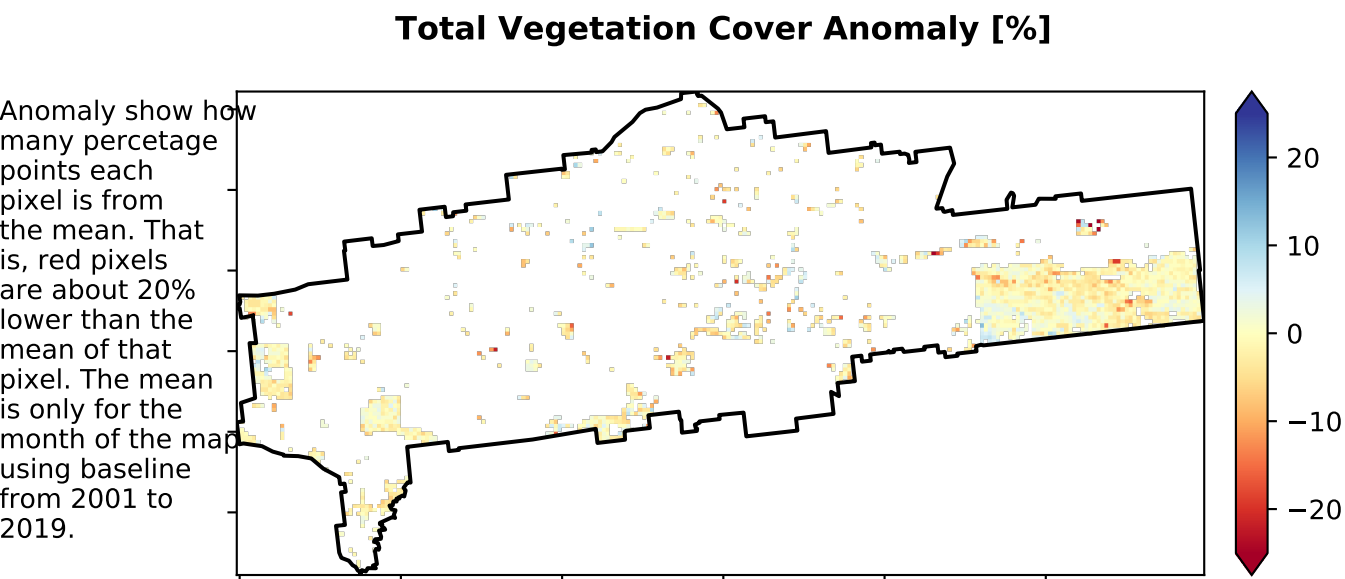 Total Vegetation Cover Anomaly [%]
Anomaly show how
many percetage
points each
pixel is from
the mean. That
is, red pixels
are about 20%
lower than the
mean of that
pixel. The mean
is only for the
month of the map
using baseline
from 2001 to
2019.
20
10
0
−10
−20